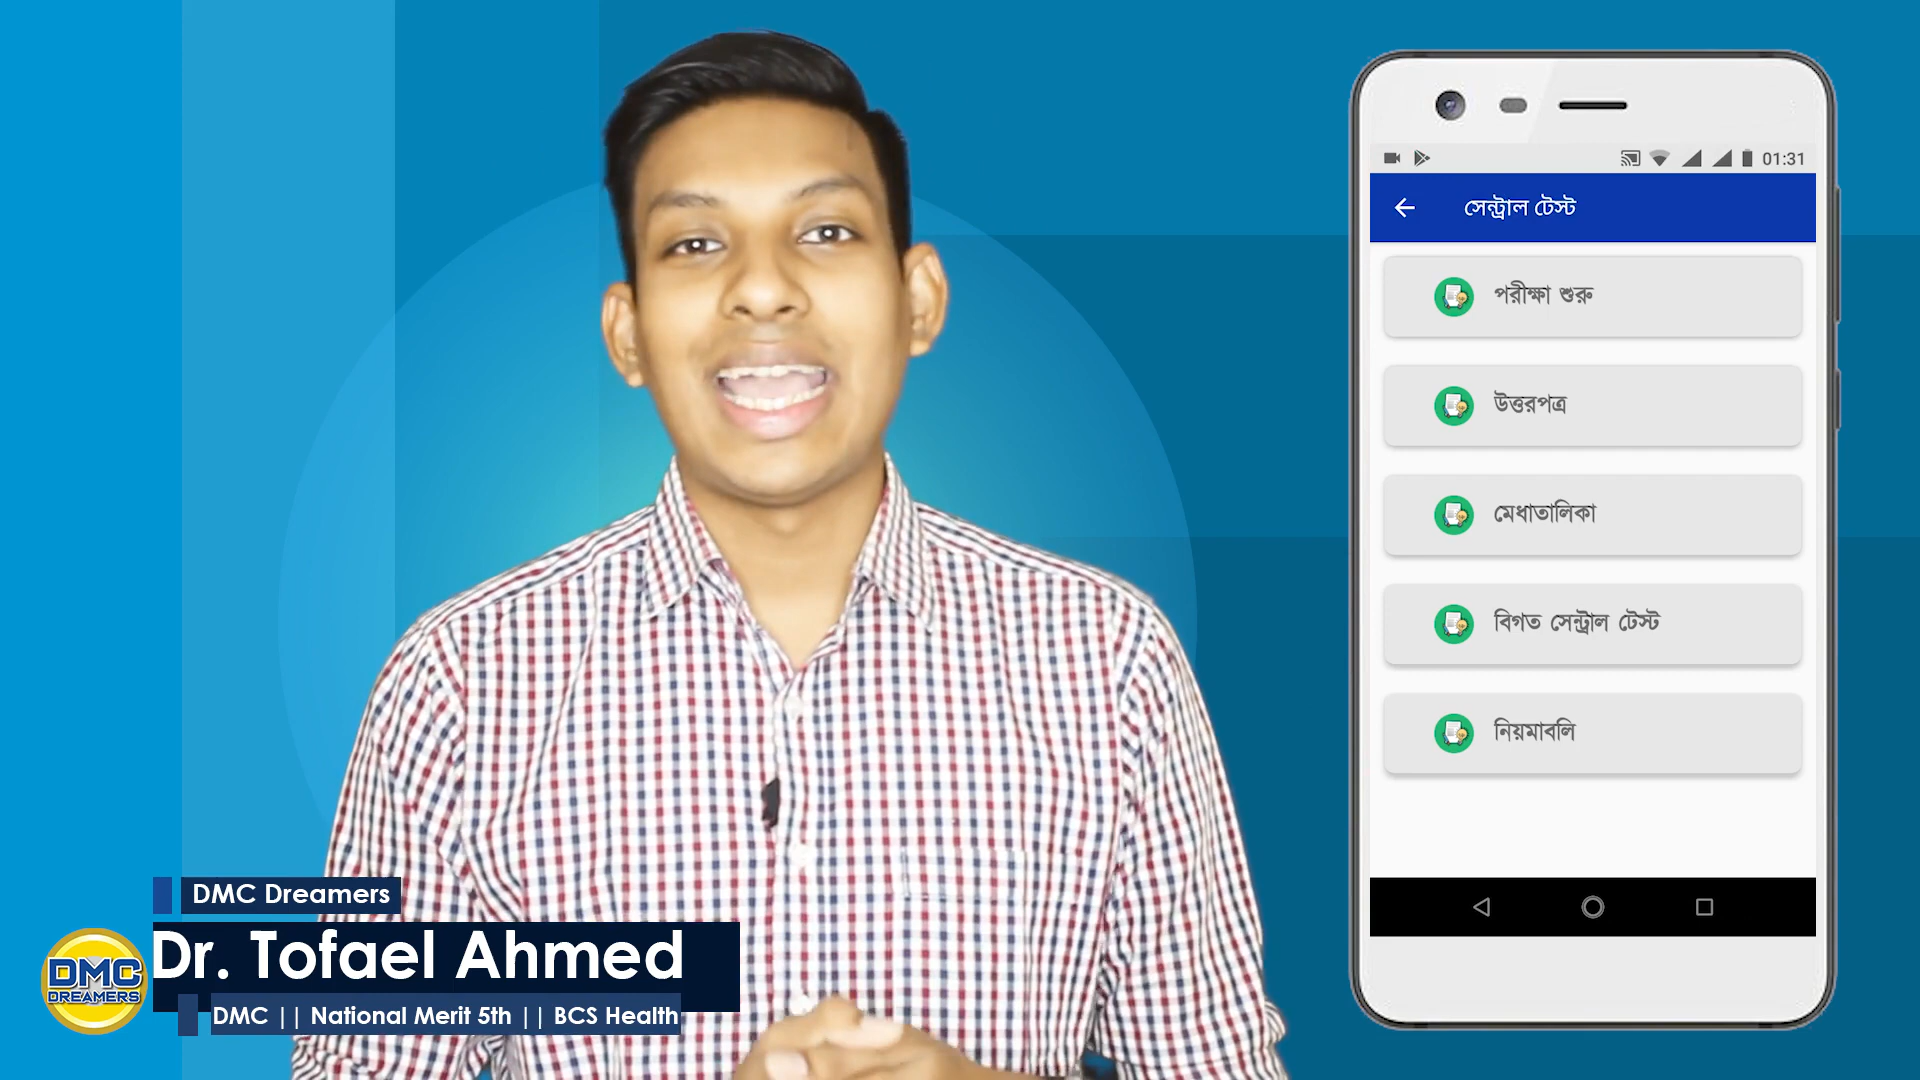 01:31
সেন্ট্রাল টেস্ট
পরীক্ষা শুরু
উত্তরপত্র
মেধাতালিকা
বিগত সেন্ট্রাল টেস্ট
নিয়মাবলি
DMC Dreamers
Dr. Tofael Ahmed
DMC || National Merit 5th || BCS Health
DMC
DREAMERS